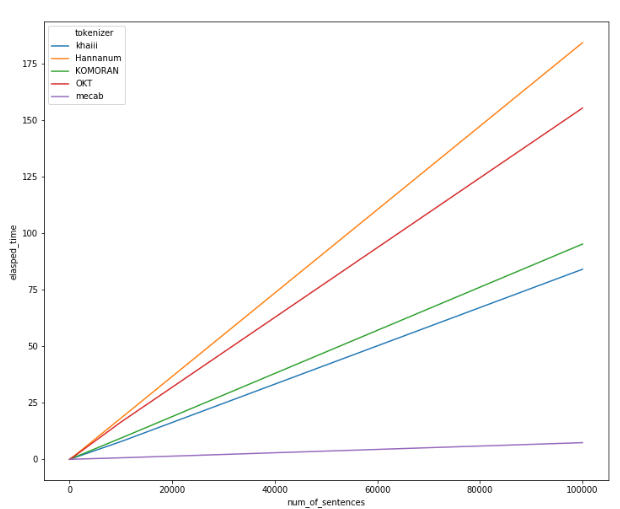 tokenizer
khaiii
Hannanum
KOMORAN
OKT
mecab
175
150
125
100
75
50
25
0
elasped_time
0 20000 40000 60000 80000 100000
num_of_sentences